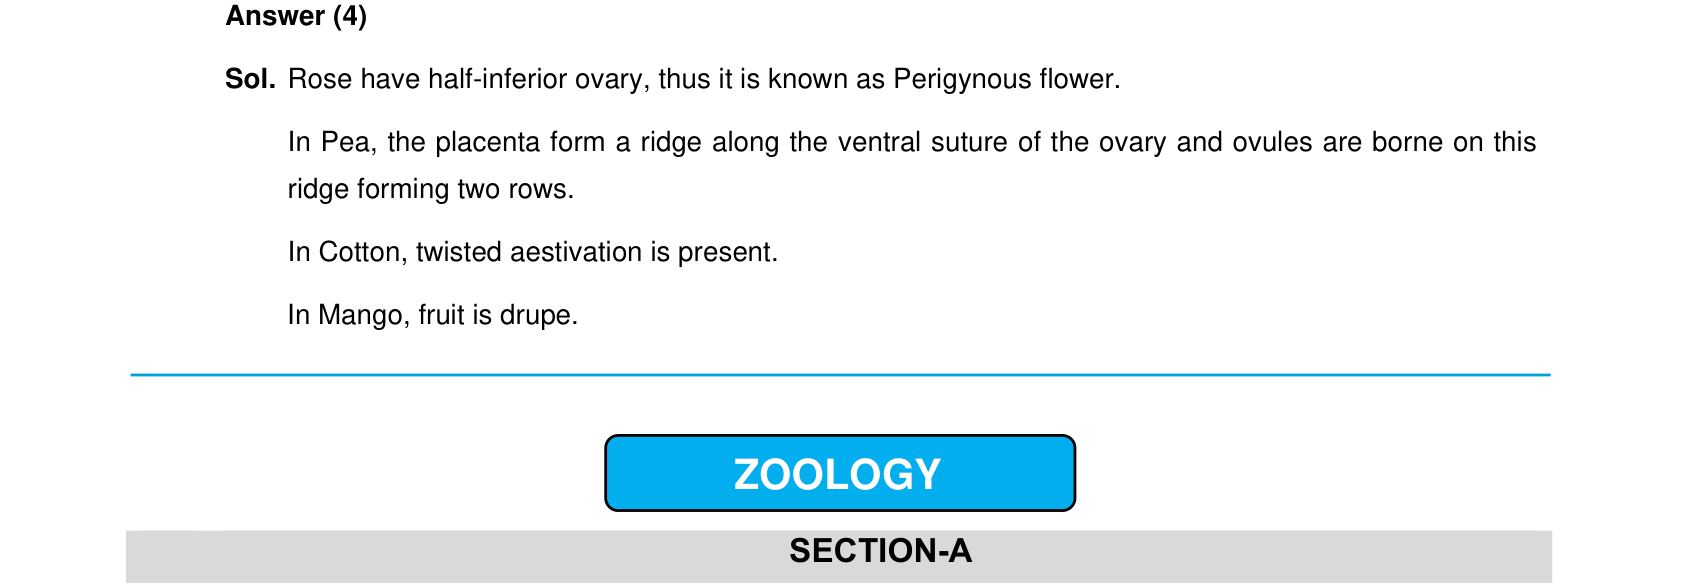 Answer (4)
Sol. Rose have half-inferior ovary, thus it is known as Perigynous flower.
In Pea, the placenta form a ridge along the ventral suture of the ovary and ovules are borne on this
ridge forming two rows.
In Cotton, twisted aestivation is present.
In Mango, fruit is drupe.
ZOOLOGY
SECTION-A